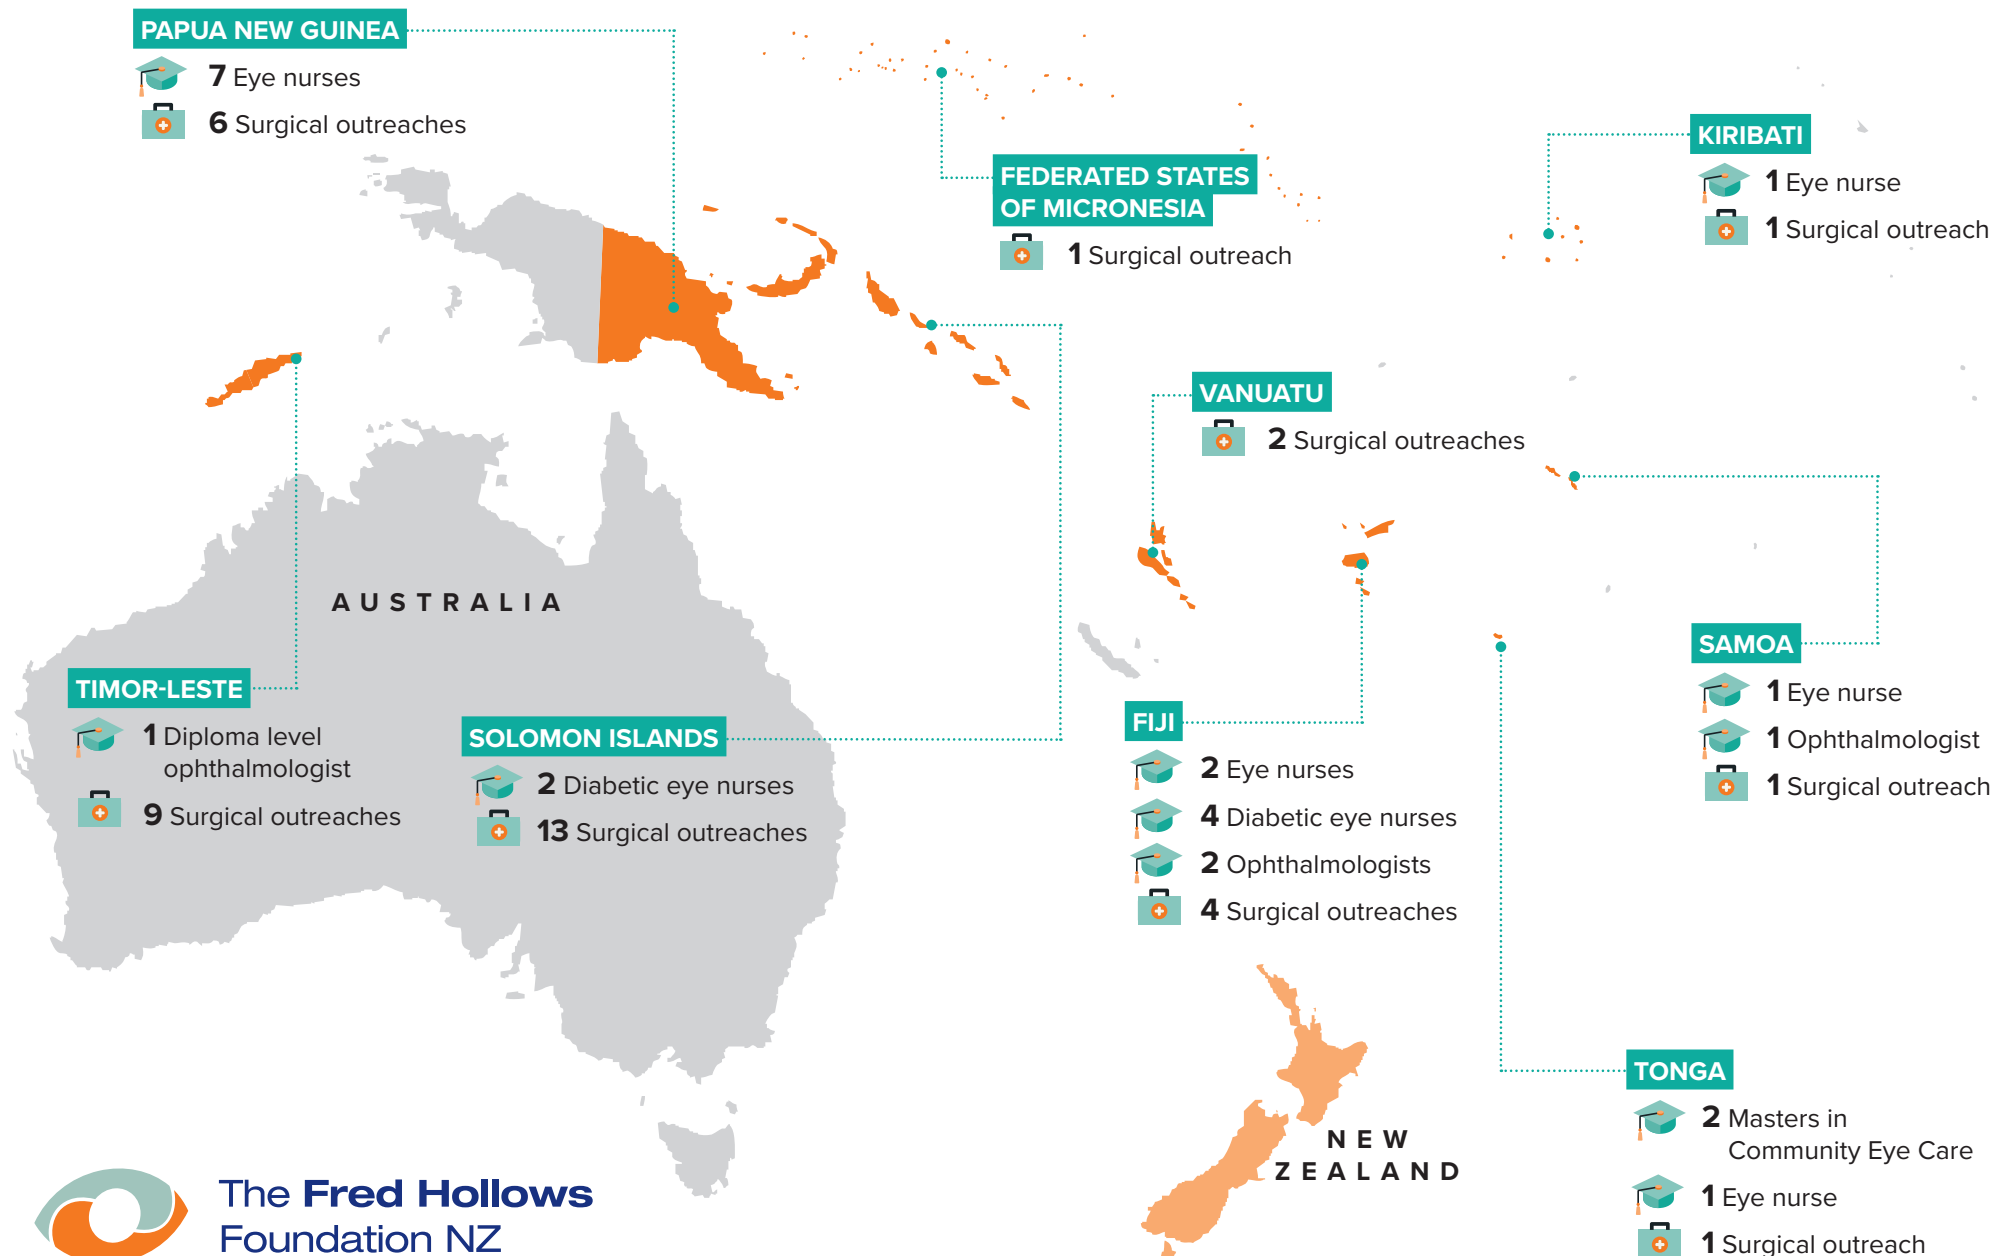 PAPUA NEW GUINEA
7 Eye nurses
6 Surgical outreaches
FEDERATED STATES
OF MICRONESIA
1 Surgical outreach
KIRIBATI
1 Eye nurse
1 Surgical outreach
VANUATU
2 Surgical outreaches
AUSTRALIA
TIMOR-LESTE
1 Diploma level
ophthalmologist
9 Surgical outreaches
SOLOMON ISLANDS
2 Diabetic eye nurses
13 Surgical outreaches
FIJI
2 Eye nurses
4 Diabetic eye nurses
2 Ophthalmologists
4 Surgical outreaches
SAMOA
1 Eye nurse
1 Ophthalmologist
1 Surgical outreach
NEW
ZEALAND
TONGA
2 Masters in
Community Eye Care
1 Eye nurse
1 Surgical outreach
The Fred Hollows
Foundation NZ